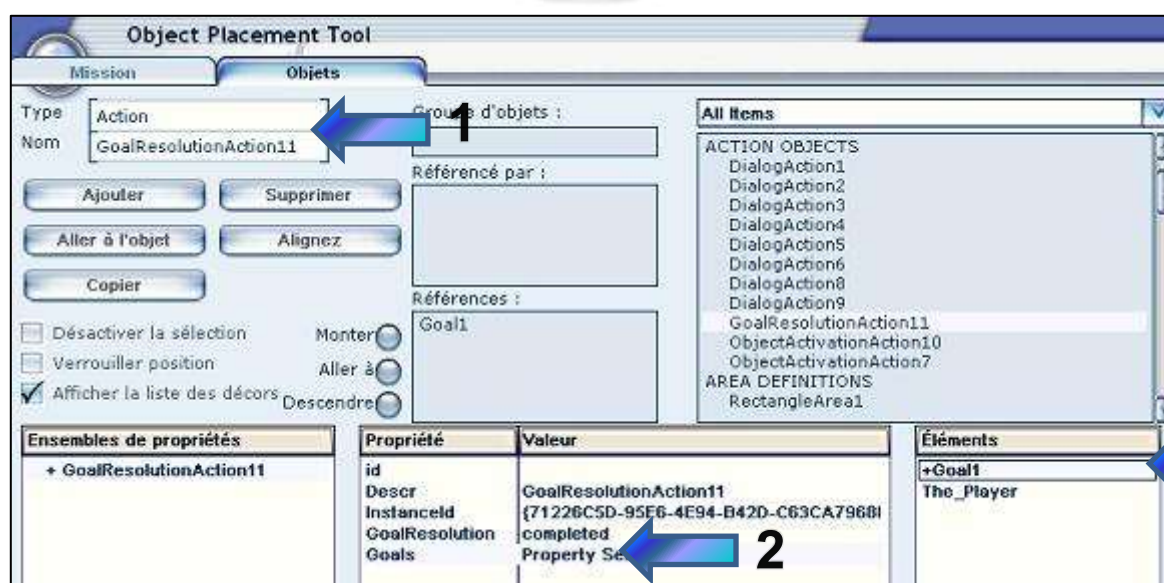 Object Placement Tool
Mission
Objets
Type
Action
Nom
GoalResolutionAction11
1
Groupe d'objets :
Ajouter
Supprimer
Aller à l'objet
Alignez
Copier
Référencé par :
Références :
Goal1
Désactiver la sélection
Verrouiller position
Afficher la liste des décors
Monter
Aller à
Descendre
All Items
ACTION OBJECTS
DialogAction1
DialogAction2
DialogAction3
DialogAction4
DialogAction5
DialogAction6
DialogAction8
DialogAction9
GoalResolutionAction11
ObjectActivationAction10
ObjectActivationAction7
AREA DEFINITIONS
RectangleArea1
Ensembles de propriétés
+ GoalResolutionAction11
Propriété Valeur
id
Descr GoalResolutionAction11
InstanceId {71226C5D-95E6-4E94-B42D-C63CA7968
GoalResolution completed
Goals Property
2
Éléments
+Goal1
The_Player